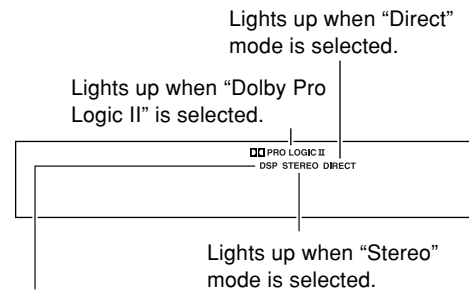 Lights up when “Direct”
mode is selected.
Lights up when “Dolby Pro
Logic II” is selected.
PRO LOGIC II
DSP STEREO DIRECT
Lights up when “Stereo”
mode is selected.